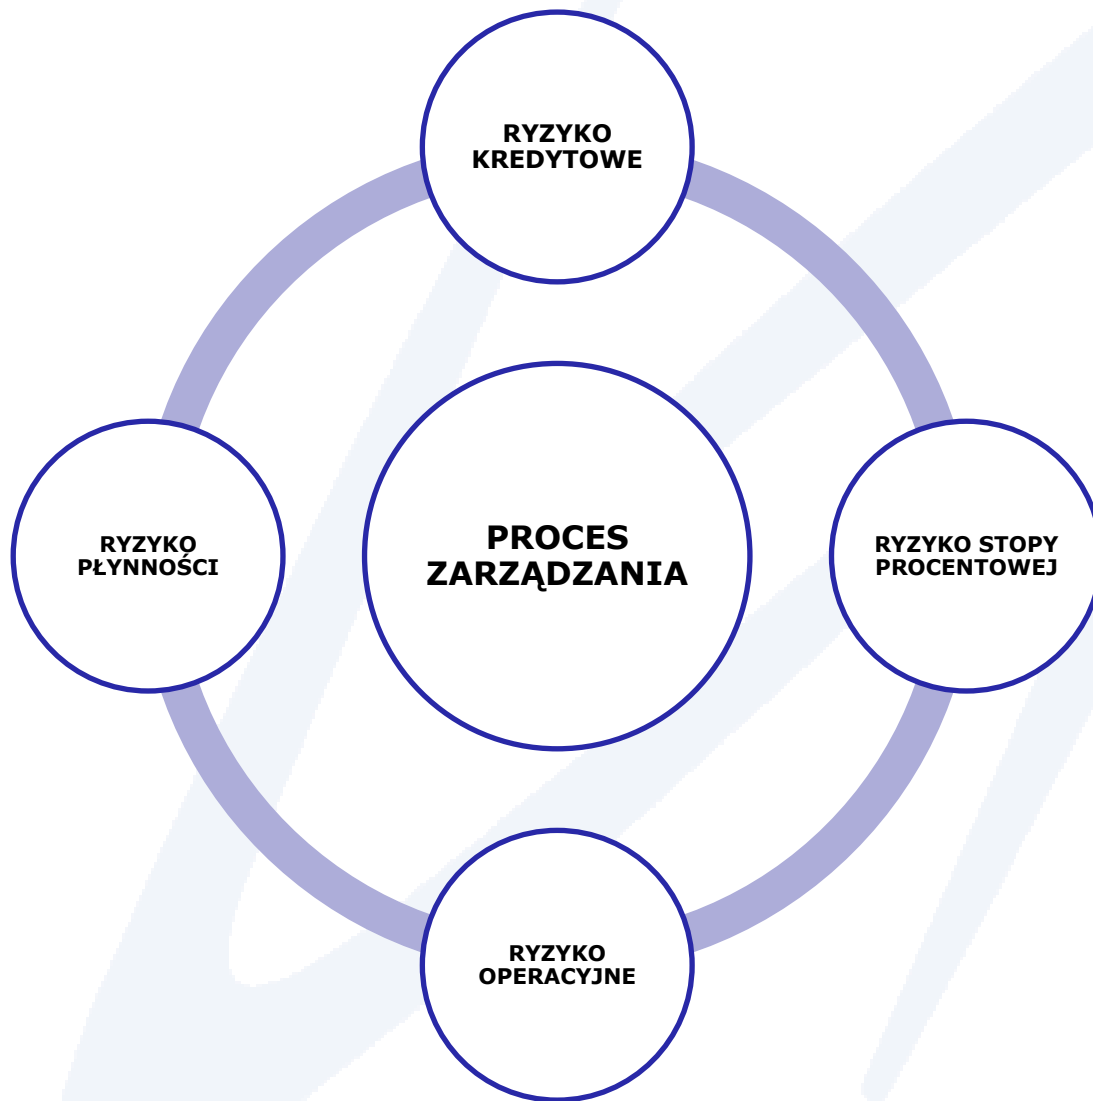 RYZYKO
KREDYTOWE
RYZYKO
PŁYNNOŚCI
PROCES
ZARZĄDZANIA
RYZYKO STOPY
PROCENTOWEJ
RYZYKO
OPERACYJNE